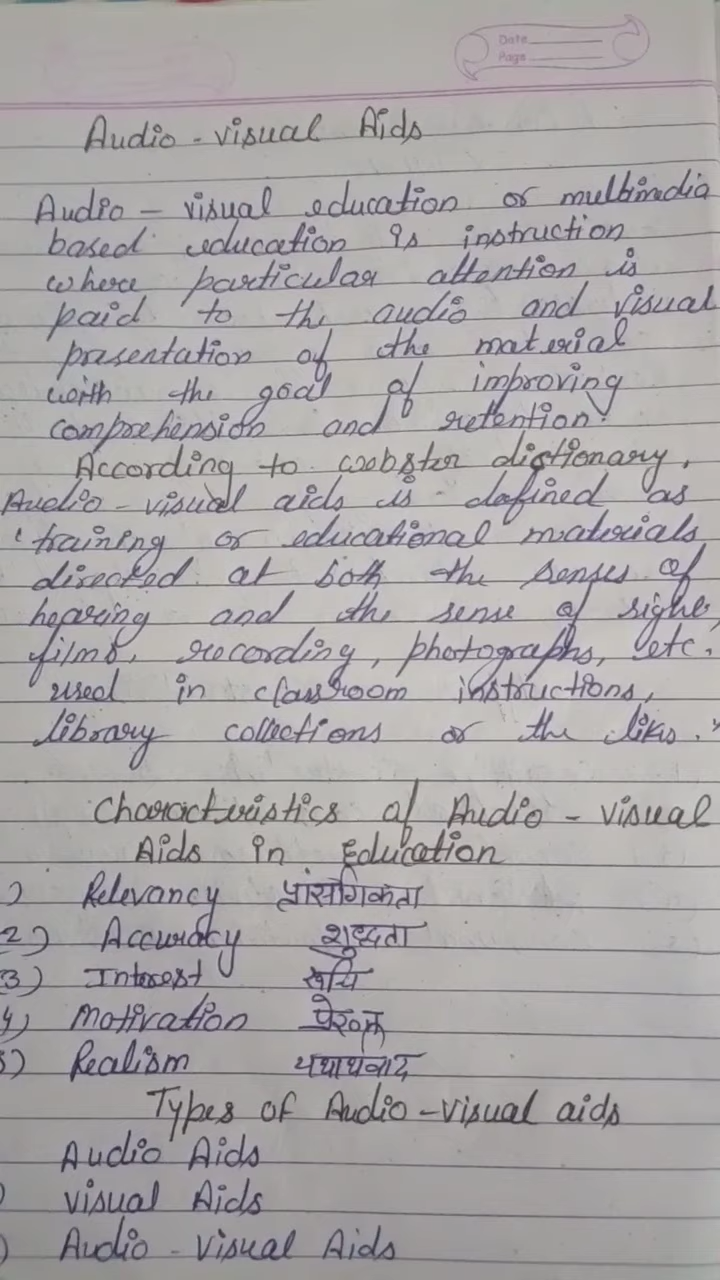 Date
Page
Audio - visual Aids
Audio - visual education or multimedia
based education is instruction
where particular attention is
paid to the audio and visual
presentation of the material
with the goal of improving
comprehension and retention.
According to webster dictionary,
Audio - visual aids is defined as
'training or educational materials
directed at both the senses of
hearing and the sense of sight,
films, recording, photographs, etc.
used in classroom instructions,
library collections or the likes."
Characteristics of Audio - visual
Aids in Education
) Relevancy प्रांसगिकता
2) Accuracy शुद्धता
3) Interest रूचि
4) Motivation
5) Realism यथार्थवाद
Types of Audio - visual aids
Audio Aids
) visual Aids
) Audio - visual Aids